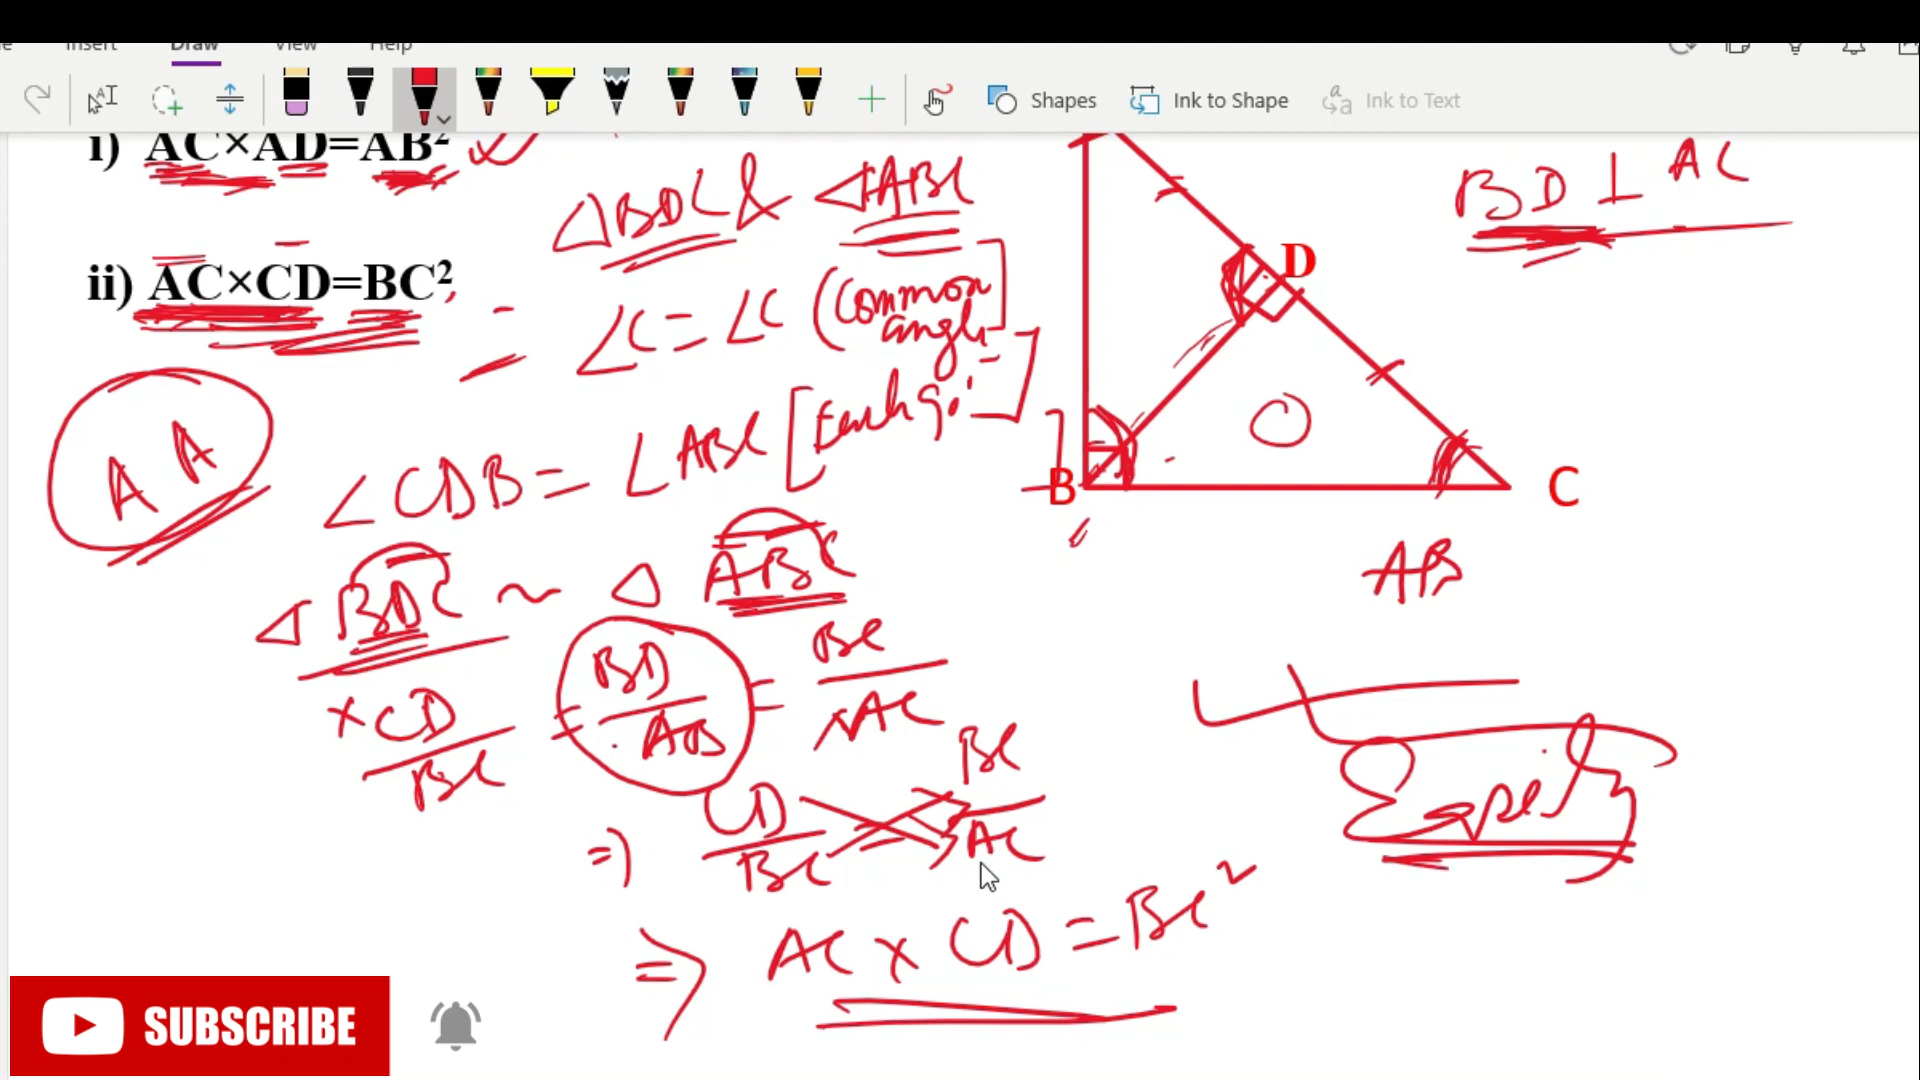 Insert Draw View Help
Shapes Ink to Shape Ink to Text
i) AC×AD=AB²
BD ⊥ AC
△BDC & △ABC
D
ii) AC×CD=BC²,
∠C = ∠C (Common angle)
∠CDB = ∠ABC [Each 90°]
A A
B
C
△ BDC ~ △ ABC
AB
CD/BC = BD/AB = BC/AC
⇒ CD/BC = BC/AC
⇒ AC × CD = BC²
SUBSCRIBE